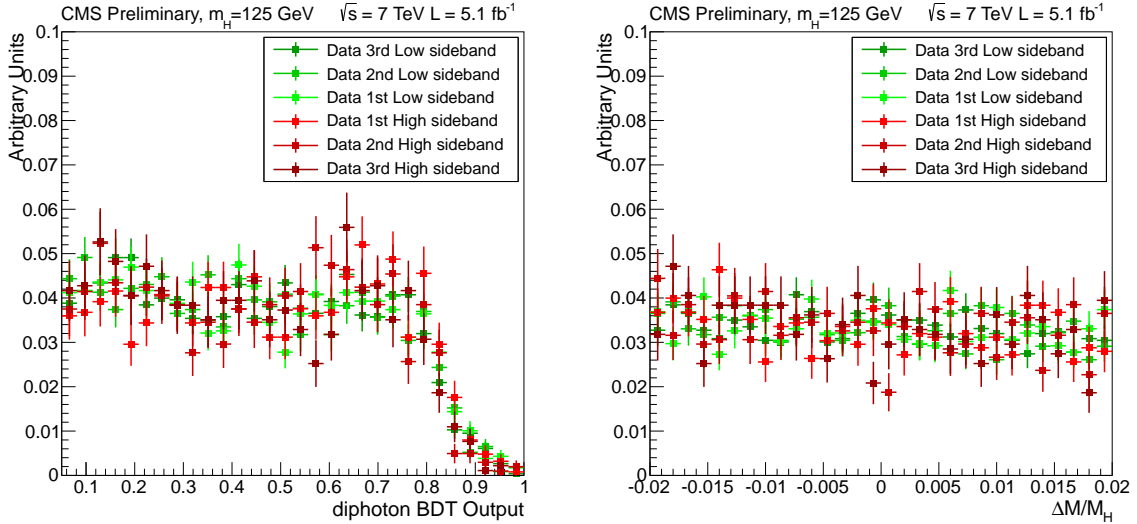 CMS Preliminary, m_H=125 GeV √s = 7 TeV L = 5.1 fb⁻¹
Arbitrary Units
0.1
0.09
0.08
0.07
0.06
0.05
0.04
0.03
0.02
0.01
0
Data 3rd Low sideband
Data 2nd Low sideband
Data 1st Low sideband
Data 1st High sideband
Data 2nd High sideband
Data 3rd High sideband
0.1 0.2 0.3 0.4 0.5 0.6 0.7 0.8 0.9 1
diphoton BDT Output
CMS Preliminary, m_H=125 GeV √s = 7 TeV L = 5.1 fb⁻¹
Arbitrary Units
0.1
0.09
0.08
0.07
0.06
0.05
0.04
0.03
0.02
0.01
0
Data 3rd Low sideband
Data 2nd Low sideband
Data 1st Low sideband
Data 1st High sideband
Data 2nd High sideband
Data 3rd High sideband
-0.02 -0.015 -0.01 -0.005 0 0.005 0.01 0.015 0.02
ΔM/M_H